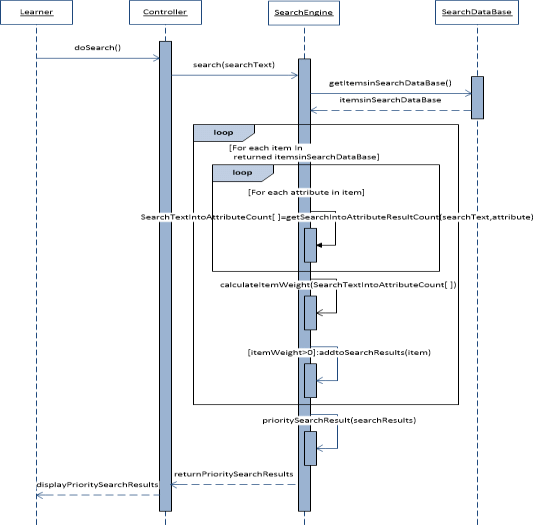 Learner
Controller
SearchEngine
SearchDataBase
doSearch()
search(searchText)
getItemsinSearchDataBase()
itemsinSearchDataBase
loop
[For each item In
returned itemsinSearchDataBase]
loop
[For each attribute in item]
SearchTextIntoAttributeCount[ ]=getSearchIntoAttributeResultCount(searchText,attribute)
calculateItemWeight(SearchTextIntoAttributeCount[ ])
[itemWeight>0]:addtoSearchResults(item)
prioritySearchResult(searchResults)
returnPrioritySearchResults
displayPrioritySearchResults